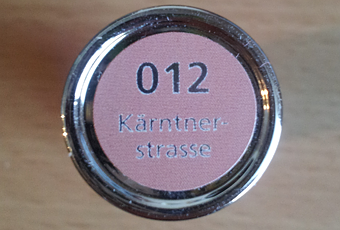 012
Kärntner-
strasse